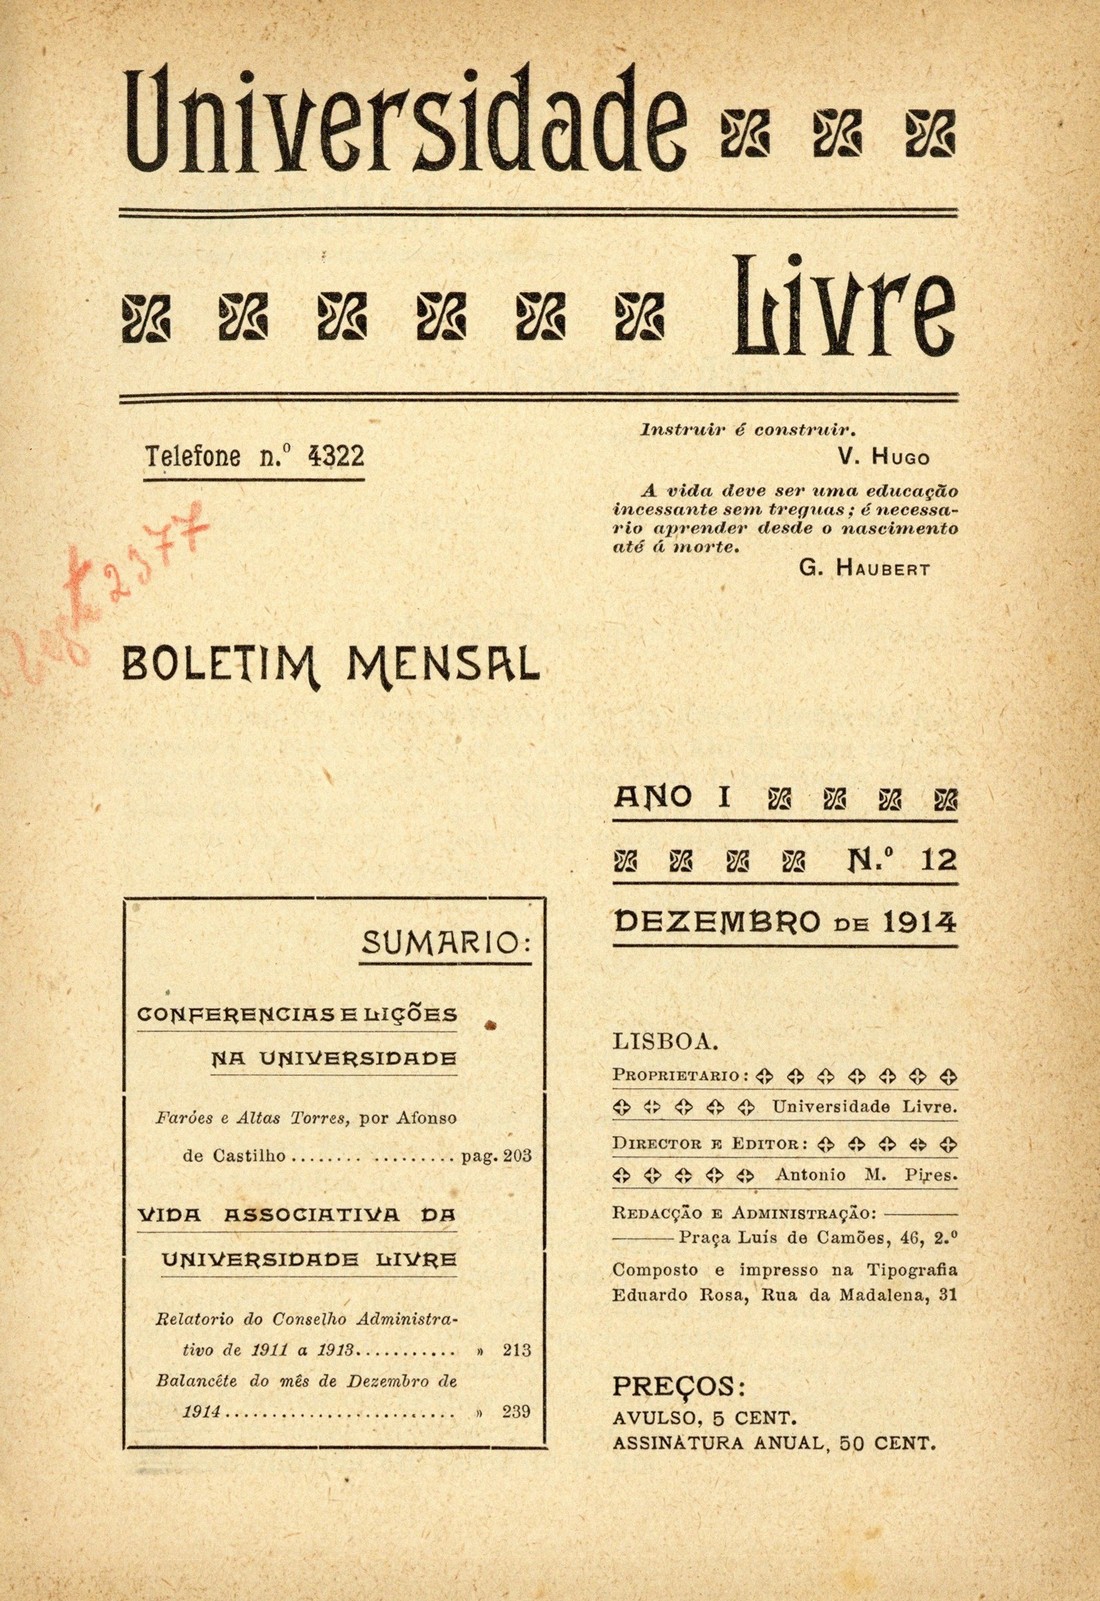 Universidade
Livre
Telefone n.º 4322
Instruir é construir.
V. Hugo
A vida deve ser uma educação
incessante sem treguas; é necessa-
rio aprender desde o nascimento
até á morte.
G. Haubert
2377
BOLETIM MENSAL
ANO I
N.º 12
DEZEMBRO DE 1914
SUMARIO:
CONFERENCIAS E LIÇÕES
NA UNIVERSIDADE
Faróes e Altas Torres, por Afonso
de Castilho........ .......... pag. 203
VIDA ASSOCIATIVA DA
UNIVERSIDADE LIVRE
Relatorio do Conselho Administra-
tivo de 1911 a 1913........... » 213
Balancéte do mês de Dezembro de
1914......................... » 239
LISBOA.
Proprietario:
Universidade Livre.
Director e Editor:
Antonio M. Pires.
Redacção e Administração:
Praça Luís de Camões, 46, 2.º
Composto e impresso na Tipografia
Eduardo Rosa, Rua da Madalena, 31
PREÇOS:
AVULSO, 5 CENT.
ASSINATURA ANUAL, 50 CENT.